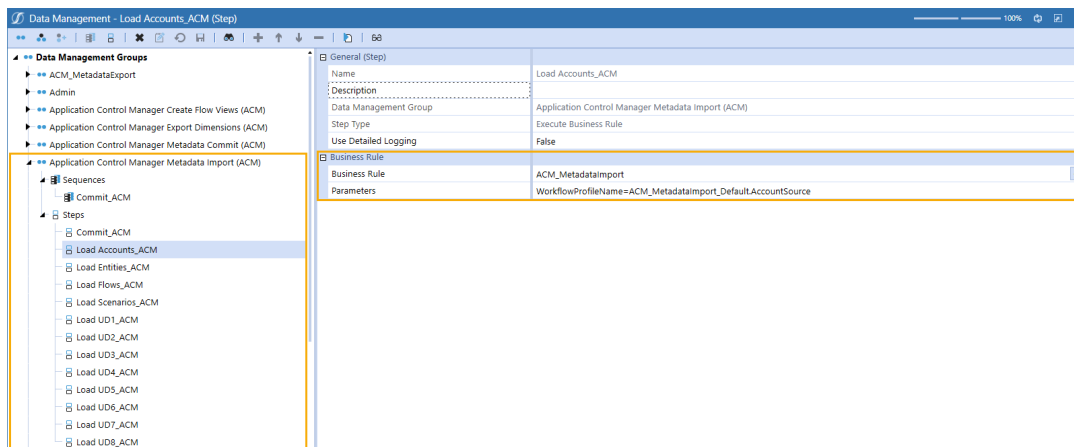 Data Management - Load Accounts_ACM (Step)
100%
Data Management Groups
ACM_MetadataExport
Admin
Application Control Manager Create Flow Views (ACM)
Application Control Manager Export Dimensions (ACM)
Application Control Manager Metadata Commit (ACM)
Application Control Manager Metadata Import (ACM)
Sequences
Commit_ACM
Steps
Commit_ACM
Load Accounts_ACM
Load Entities_ACM
Load Flows_ACM
Load Scenarios_ACM
Load UD1_ACM
Load UD2_ACM
Load UD3_ACM
Load UD4_ACM
Load UD5_ACM
Load UD6_ACM
Load UD7_ACM
Load UD8_ACM
General (Step)
Name Load Accounts_ACM
Description
Data Management Group Application Control Manager Metadata Import (ACM)
Step Type Execute Business Rule
Use Detailed Logging False
Business Rule
Business Rule ACM_MetadataImport
Parameters WorkflowProfileName=ACM_MetadataImport_Default.AccountSource